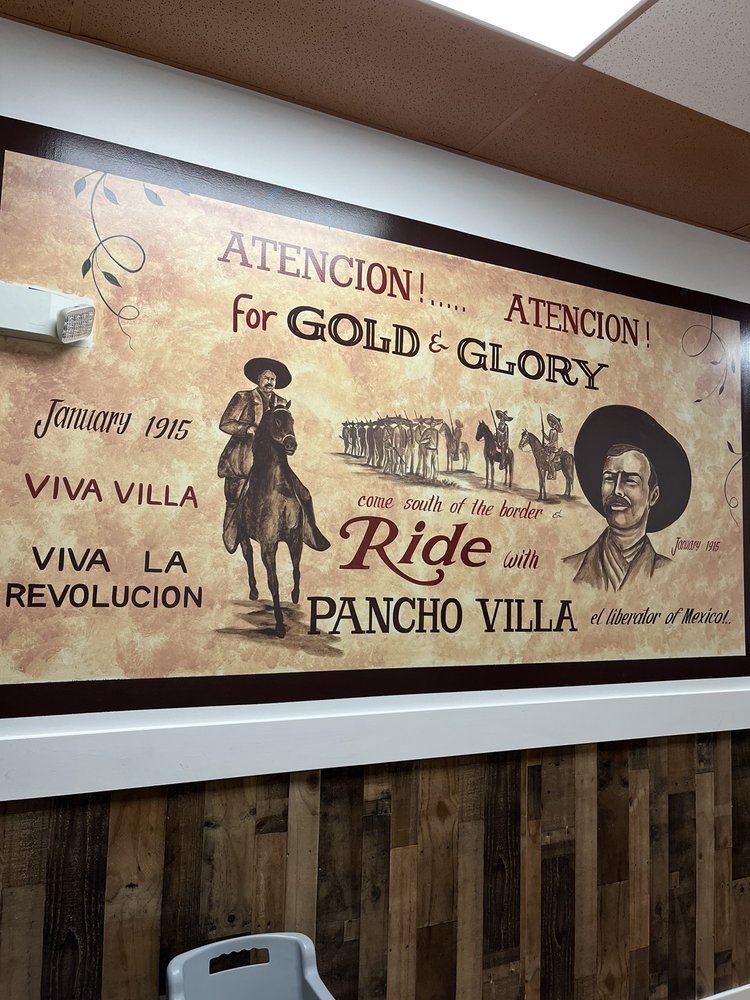 ATENCION!..... ATENCION!
for GOLD & GLORY
January 1915
VIVA VILLA
VIVA LA
REVOLUCION
come south of the border &
Ride with
PANCHO VILLA el liberator of Mexico!..
January 1915